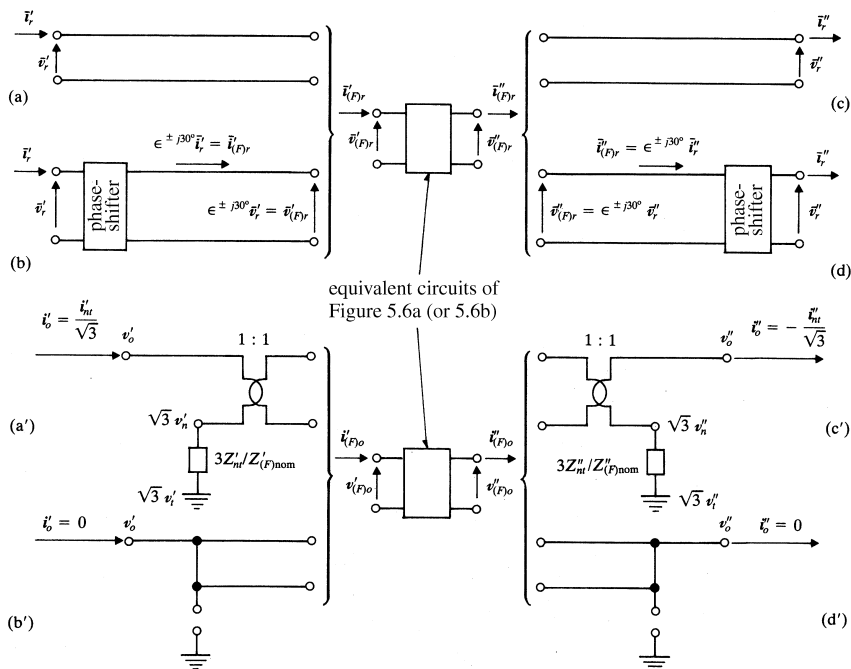 i̅′r
v̅′r
(a)
i̅′r
ϵ^±j30° i̅′r = i̅′(F)r
v̅′r
phase-shifter
ϵ^±j30° v̅′r = v̅′(F)r
(b)
i̅′(F)r
v̅′(F)r
i̅″(F)r
v̅″(F)r
i̅″r
v̅″r
(c)
i̅″(F)r = ϵ^±j30° i̅″r
i̅″r
v̅″(F)r = ϵ^±j30° v̅″r
phase-shifter
v̅″r
(d)
equivalent circuits of
Figure 5.6a (or 5.6b)
i′o = i′nt/√3
v′o
1 : 1
(a′)
√3 v′n
3Z′nt/Z′(F)nom
√3 v′t
i′o = 0
v′o
(b′)
i′(F)o
v′(F)o
i″(F)o
v″(F)o
1 : 1
v″o
i″o = − i″nt/√3
√3 v″n
(c′)
3Z″nt/Z″(F)nom
√3 v″t
v″o
i″o = 0
(d′)